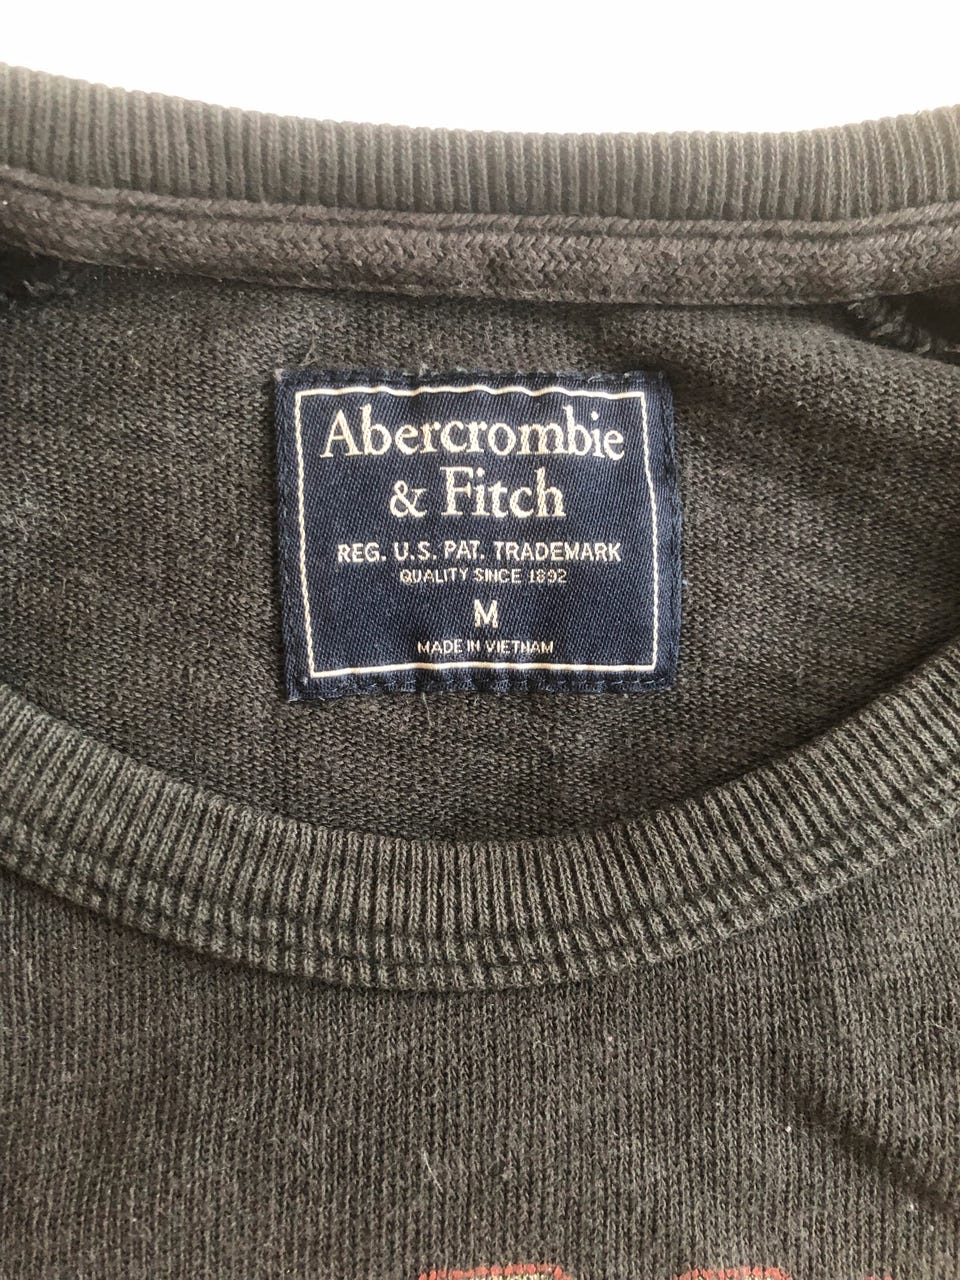 Abercrombie
& Fitch
REG. U.S. PAT. TRADEMARK
QUALITY SINCE 1892
M
MADE IN VIETNAM